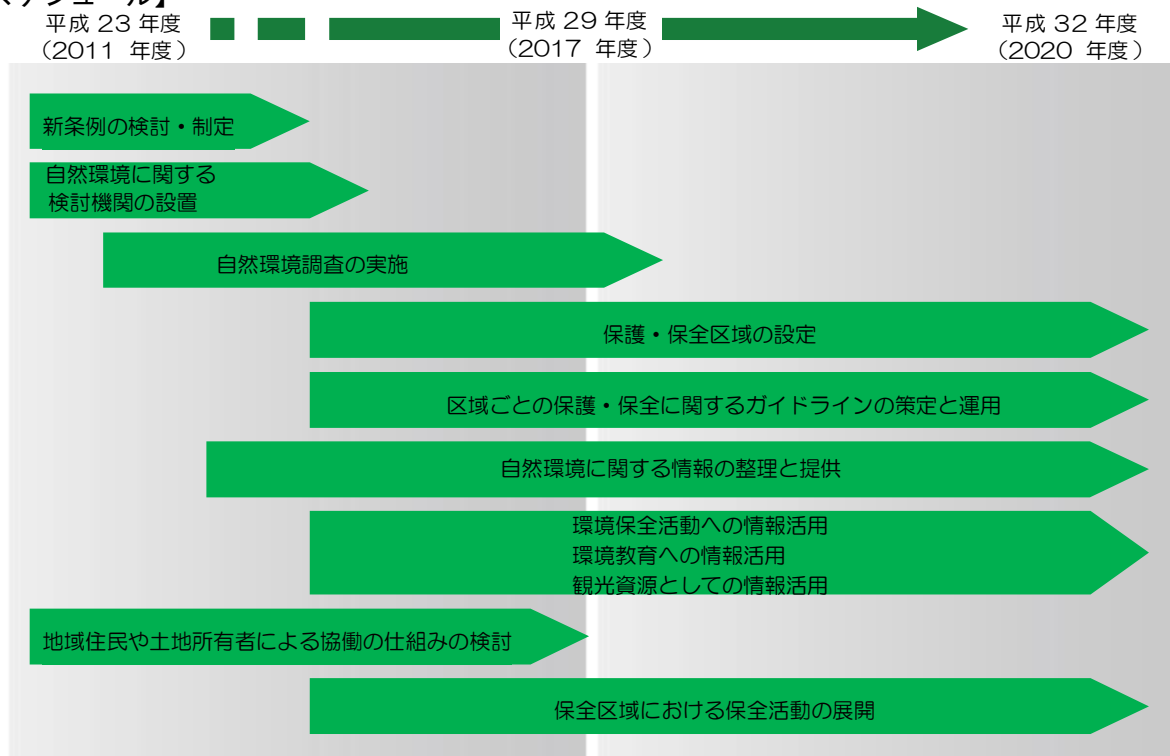 ケジュール】
平成 23 年度
（2011 年度）
平成 29 年度
（2017 年度）
平成 32 年度
（2020 年度）
新条例の検討・制定
自然環境に関する
検討機関の設置
自然環境調査の実施
保護・保全区域の設定
区域ごとの保護・保全に関するガイドラインの策定と運用
自然環境に関する情報の整理と提供
環境保全活動への情報活用
環境教育への情報活用
観光資源としての情報活用
地域住民や土地所有者による協働の仕組みの検討
保全区域における保全活動の展開